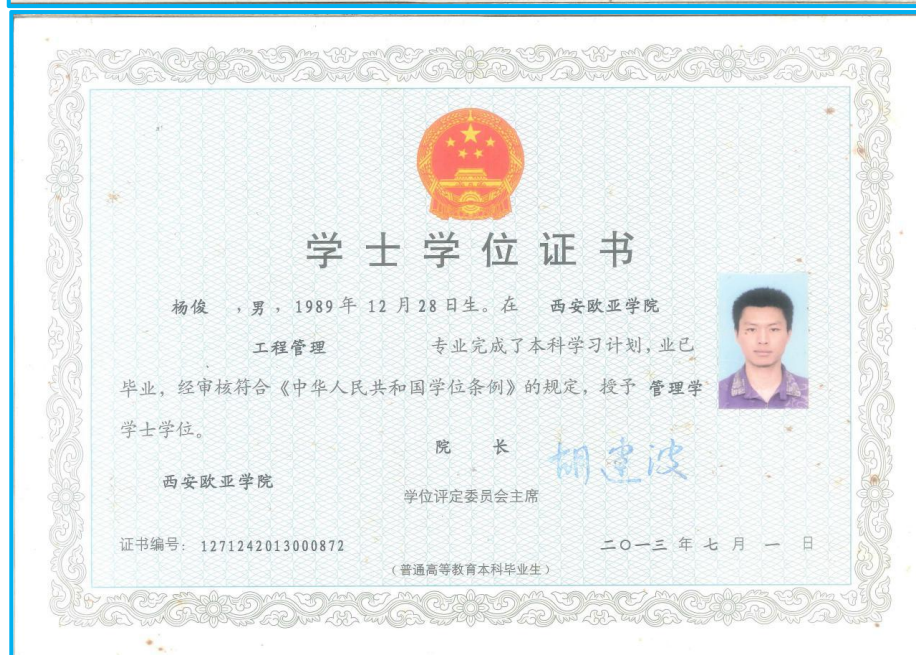 学士学位证书
杨俊 ，男，1989年 12月28日生。在 西安欧亚学院
工程管理 专业完成了本科学习计划，业已
毕业，经审核符合《中华人民共和国学位条例》的规定，授予 管理学
学士学位。
院 长
胡建波
西安欧亚学院
学位评定委员会主席
证书编号：1271242013000872
二〇一三 年 七 月 一 日
（普通高等教育本科毕业生）